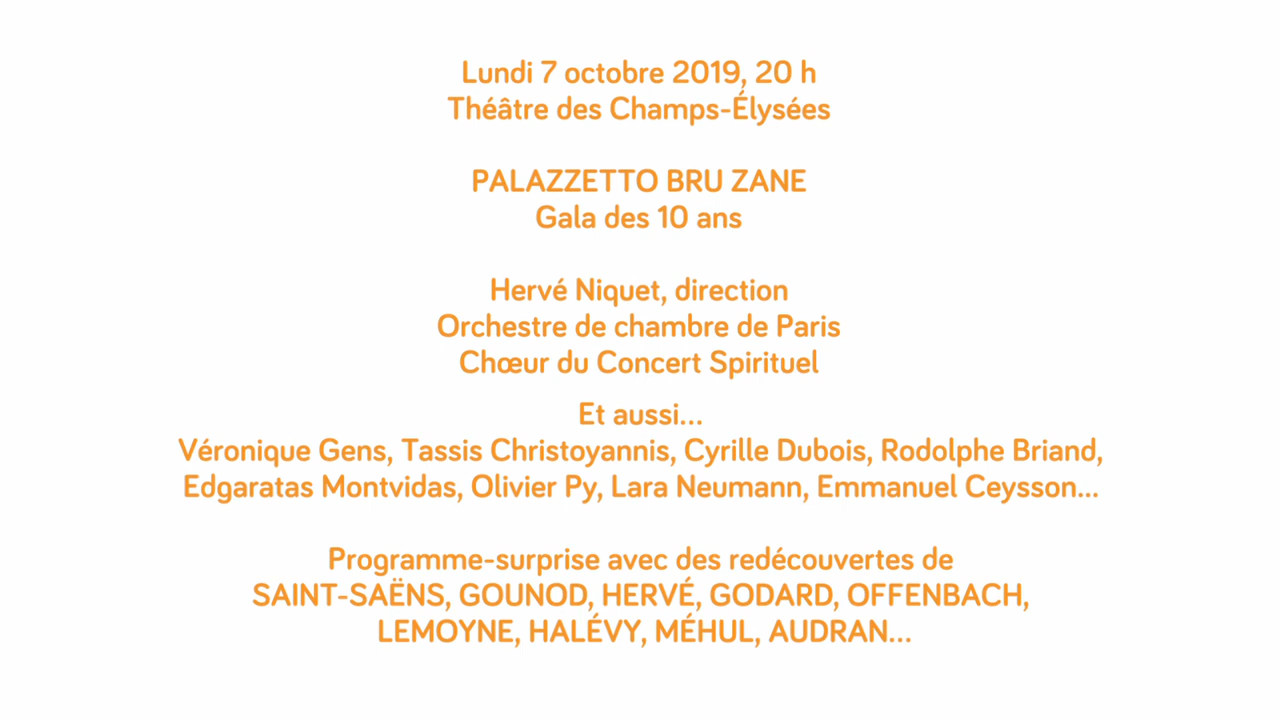 Lundi 7 octobre 2019, 20 h
Théâtre des Champs-Élysées
PALAZZETTO BRU ZANE
Gala des 10 ans
Hervé Niquet, direction
Orchestre de chambre de Paris
Chœur du Concert Spirituel
Et aussi...
Véronique Gens, Tassis Christoyannis, Cyrille Dubois, Rodolphe Briand,
Edgaratas Montvidas, Olivier Py, Lara Neumann, Emmanuel Ceysson...
Programme-surprise avec des redécouvertes de
SAINT-SAËNS, GOUNOD, HERVÉ, GODARD, OFFENBACH,
LEMOYNE, HALÉVY, MÉHUL, AUDRAN...